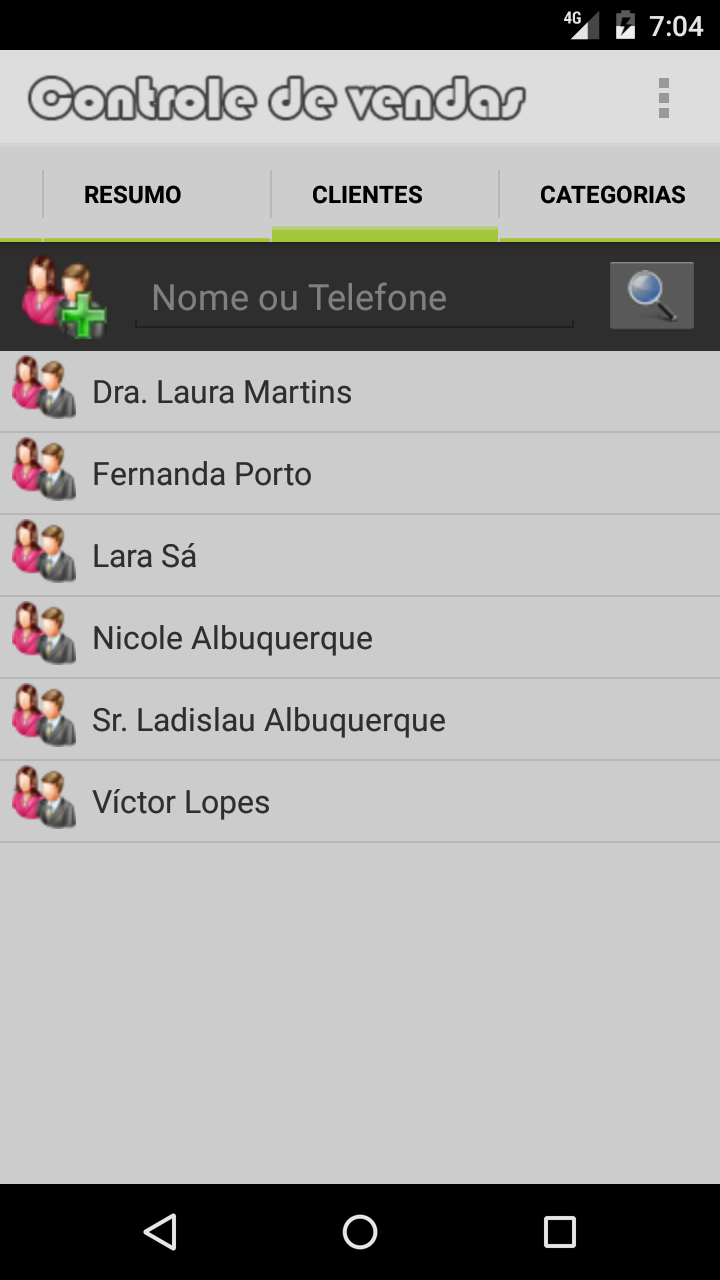 4G 7:04
Controle de vendas
RESUMO CLIENTES CATEGORIAS
Nome ou Telefone
Dra. Laura Martins
Fernanda Porto
Lara Sá
Nicole Albuquerque
Sr. Ladislau Albuquerque
Víctor Lopes